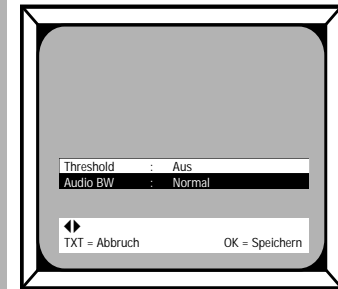 Threshold : Aus
Audio BW : Normal
TXT = Abbruch OK = Speichern